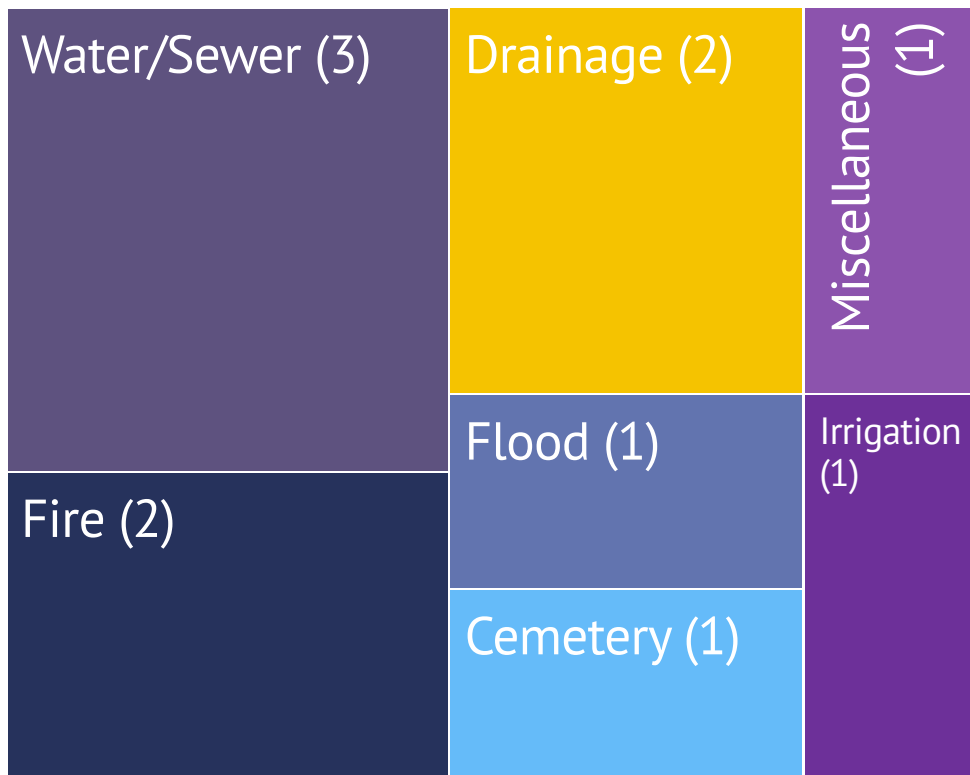 Water/Sewer (3)
Fire (2)
Drainage (2)
Flood (1)
Cemetery (1)
Miscellaneous
(1)
Irrigation
(1)